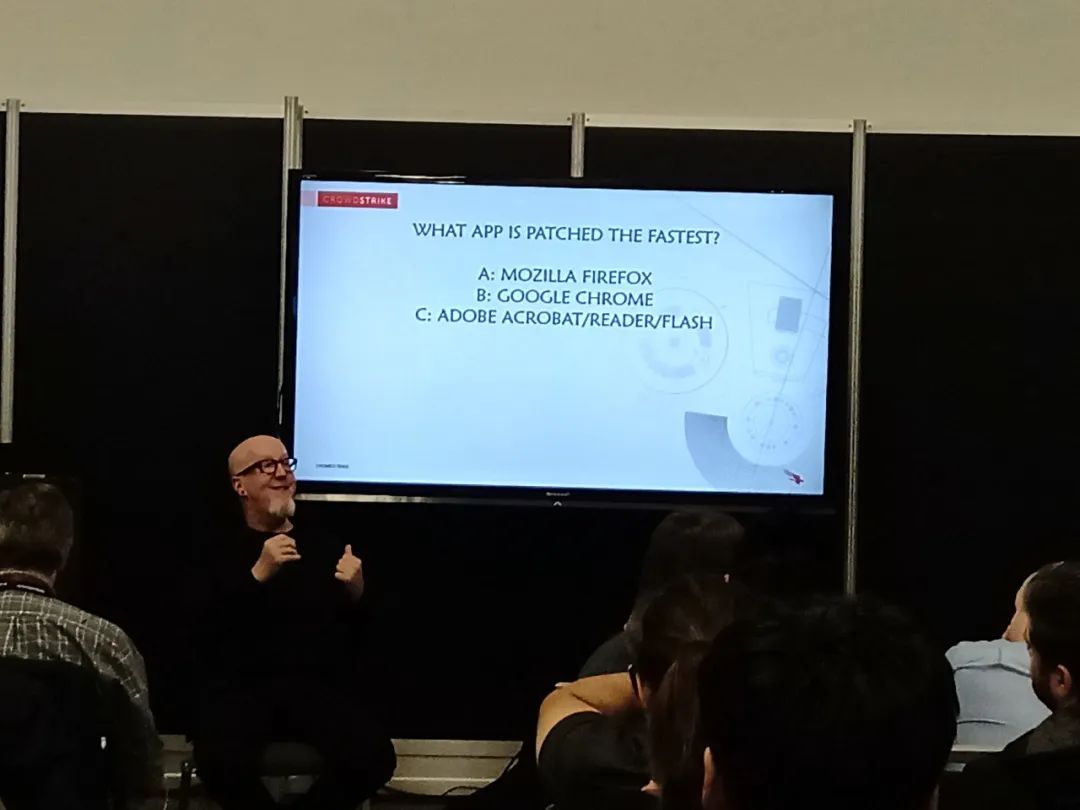 CROWDSTRIKE
WHAT APP IS PATCHED THE FASTEST?
A: MOZILLA FIREFOX
B: GOOGLE CHROME
C: ADOBE ACROBAT/READER/FLASH